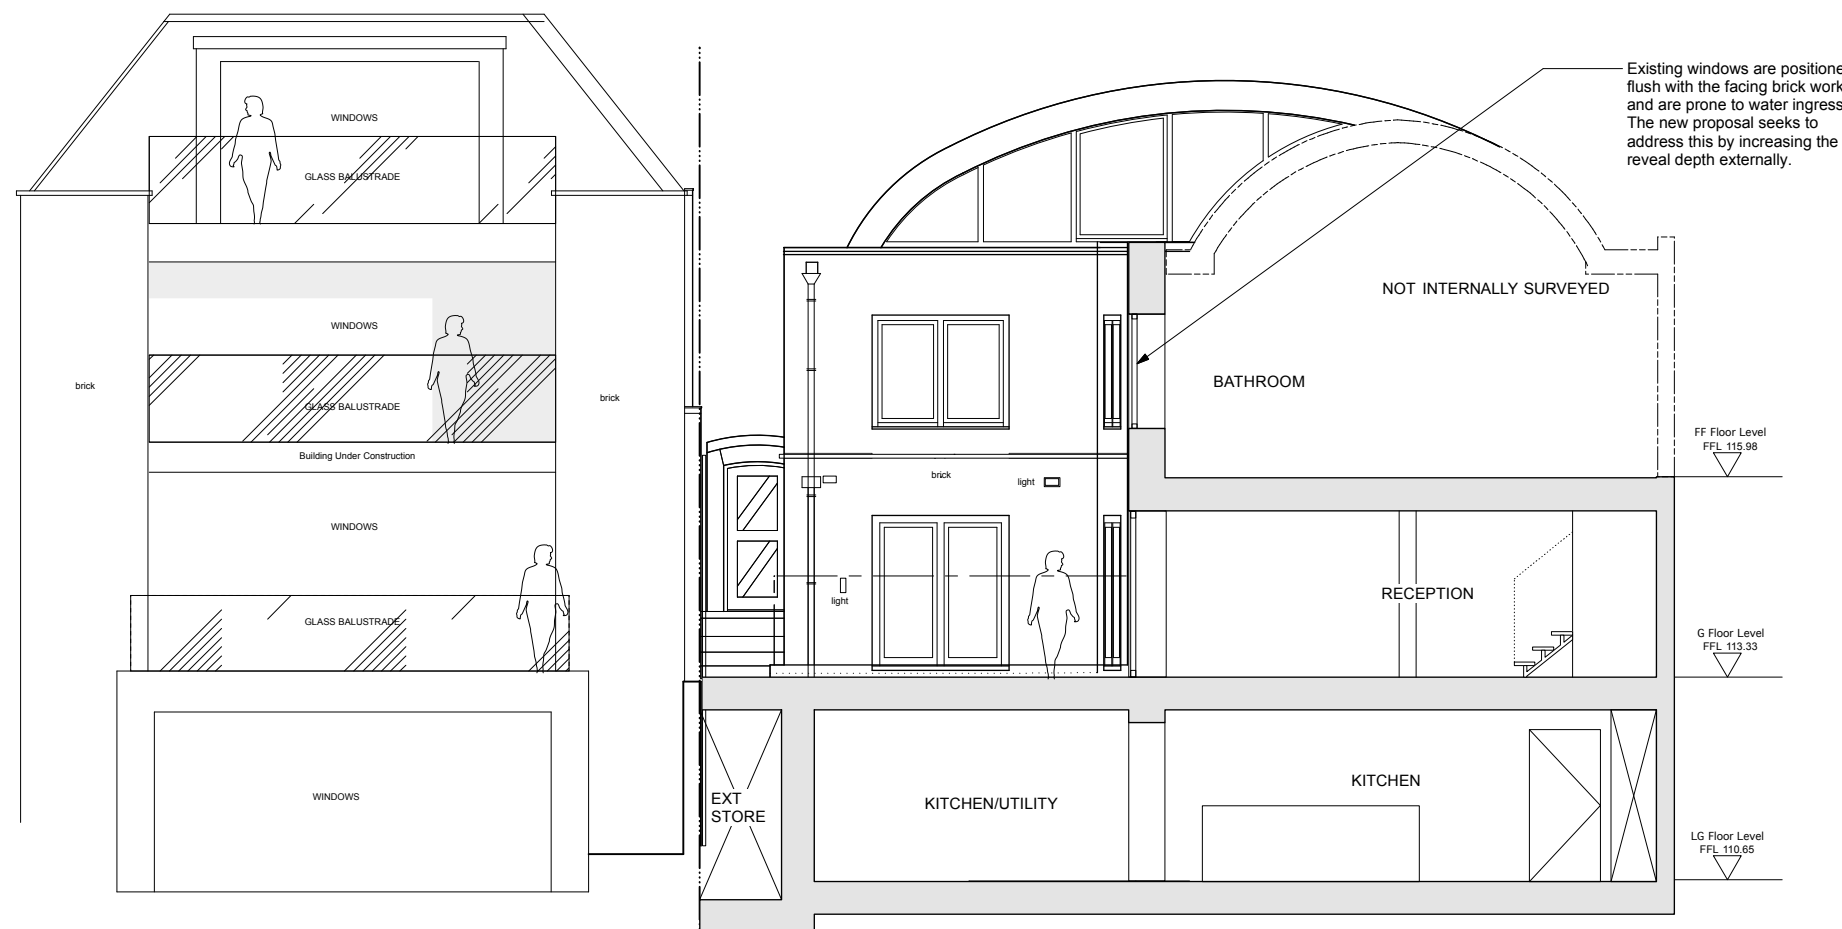 WINDOWS
GLASS BALUSTRADE
WINDOWS
brick
brick
GLASS BALUSTRADE
Building Under Construction
WINDOWS
GLASS BALUSTRADE
WINDOWS
Existing windows are positione
flush with the facing brick work
and are prone to water ingress
The new proposal seeks to
address this by increasing the
reveal depth externally.
NOT INTERNALLY SURVEYED
BATHROOM
FF Floor Level
FFL 115.98
brick
light
light
RECEPTION
G Floor Level
FFL 113.33
EXT
STORE
KITCHEN/UTILITY
KITCHEN
LG Floor Level
FFL 110.65